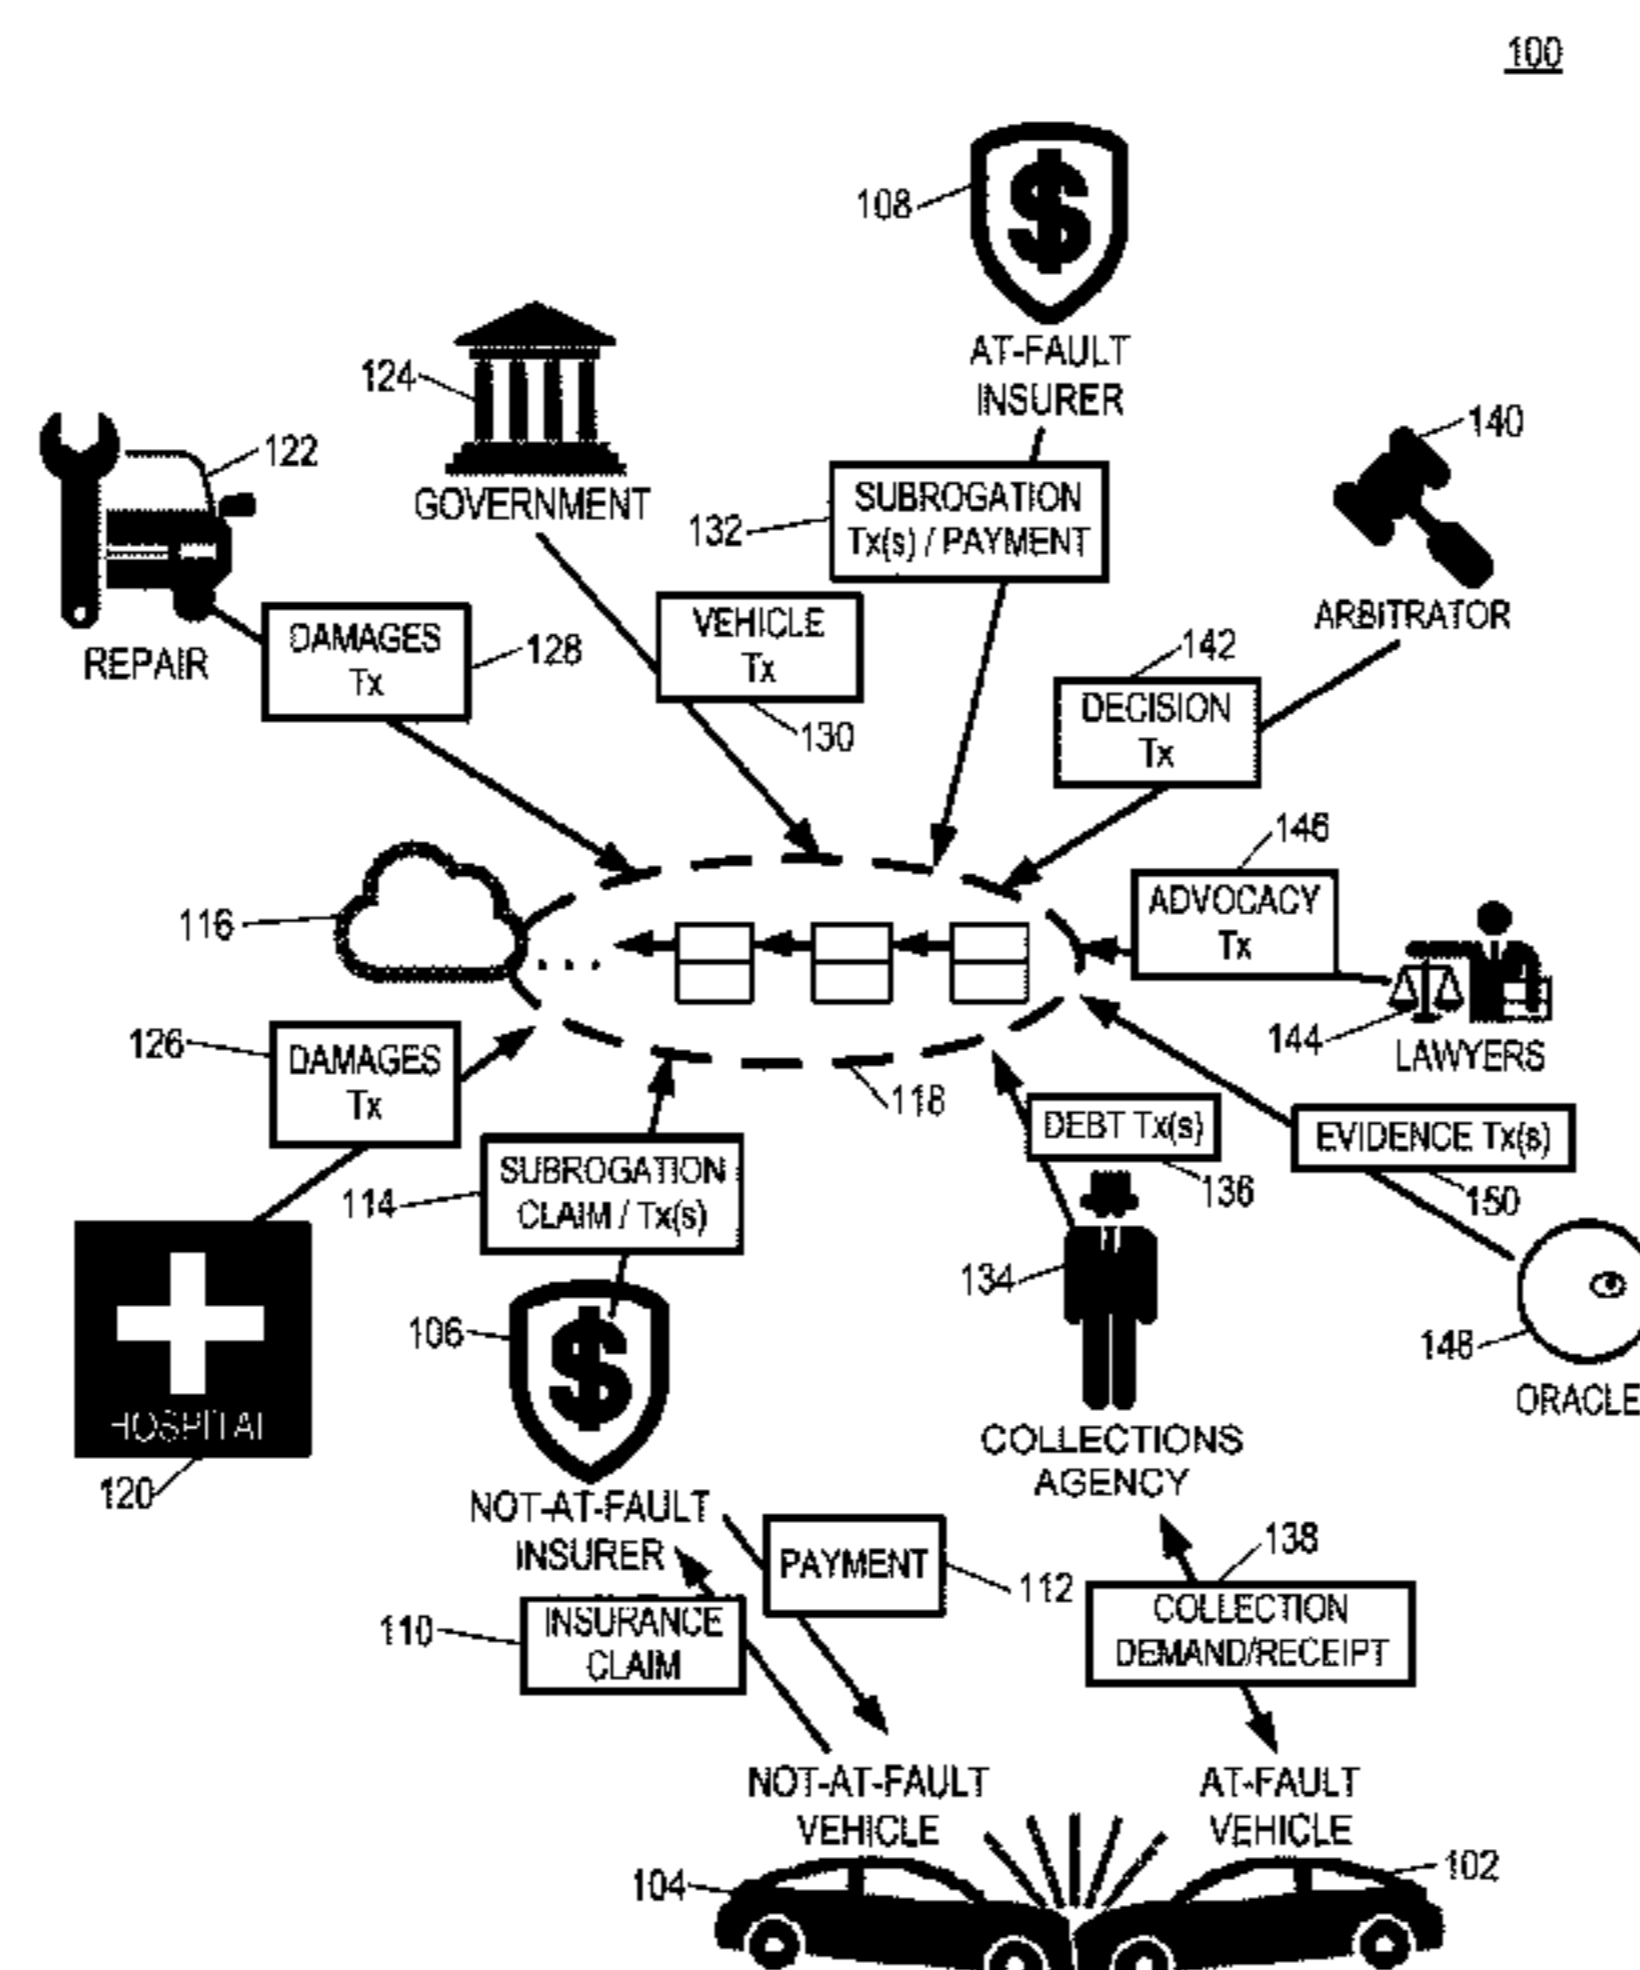 100
108
AT-FAULT
INSURER
124
GOVERNMENT
122
REPAIR
132
SUBROGATION
Tx(s) / PAYMENT
140
ARBITRATOR
DAMAGES
Tx
128
VEHICLE
Tx
130
142
DECISION
Tx
146
ADVOCACY
Tx
116
...
144
LAWYERS
126
DAMAGES
Tx
118
DEBT Tx(s)
136
EVIDENCE Tx(s)
150
114
SUBROGATION
CLAIM / Tx(s)
134
106
148
ORACLE
HOSPITAL
120
COLLECTIONS
AGENCY
NOT-AT-FAULT
INSURER
PAYMENT
112
138
COLLECTION
DEMAND/RECEIPT
110
INSURANCE
CLAIM
NOT-AT-FAULT
VEHICLE
AT-FAULT
VEHICLE
104
102